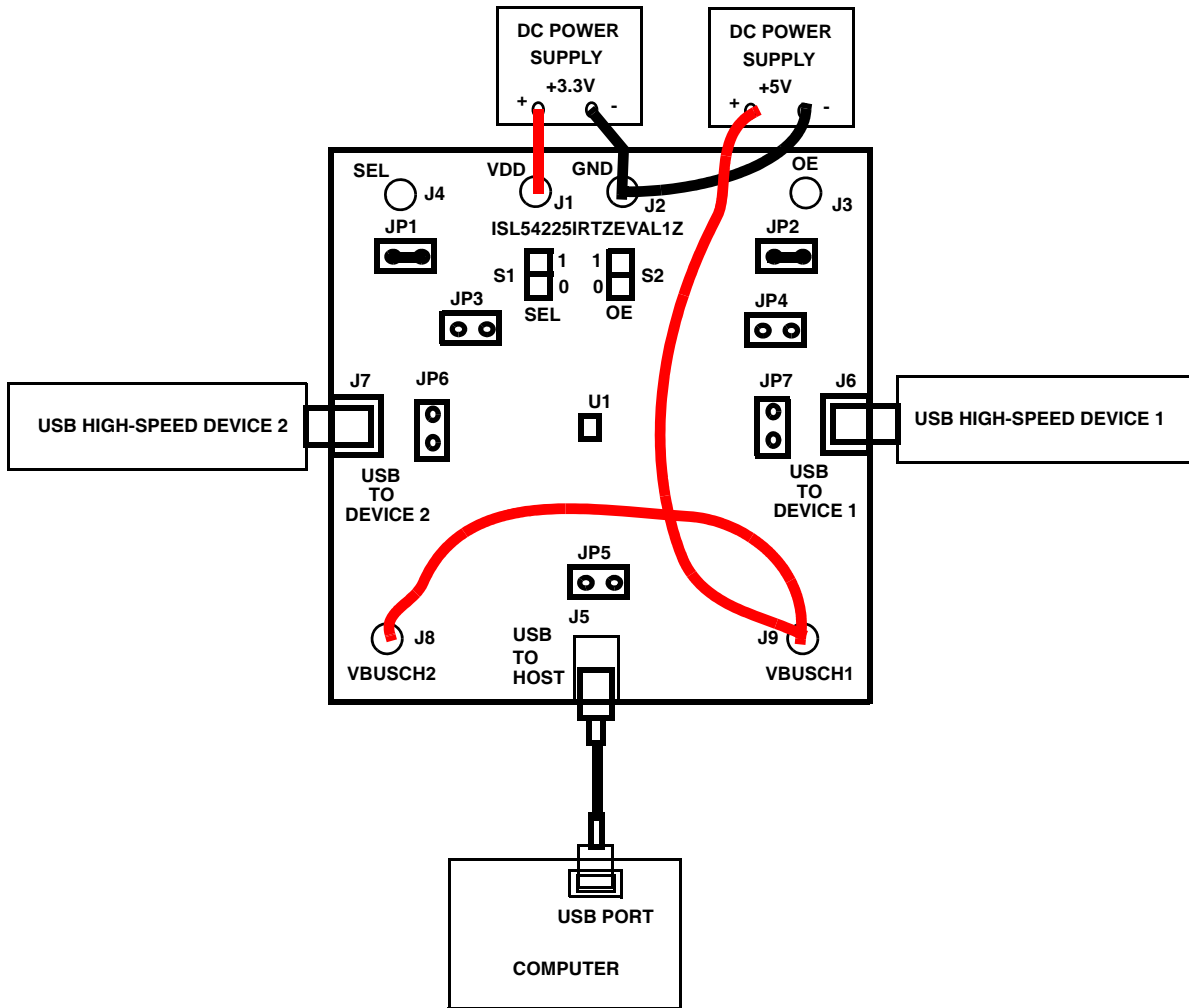 DC POWER
SUPPLY
+3.3V
+ -
DC POWER
SUPPLY
+5V
+ -
SEL
J4
VDD
J1
GND
J2
OE
J3
ISL54225IRTZEVAL1Z
JP1
JP2
S1
1
0
SEL
1
0
S2
OE
JP3
JP4
J7
JP6
U1
JP7
J6
USB HIGH-SPEED DEVICE 2
USB HIGH-SPEED DEVICE 1
USB
TO
DEVICE 2
USB
TO
DEVICE 1
JP5
J5
USB
TO
HOST
J8
VBUSCH2
J9
VBUSCH1
USB PORT
COMPUTER